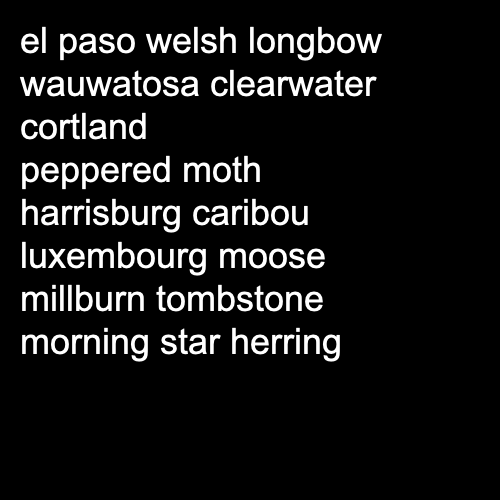 el paso welsh longbow
wauwatosa clearwater
cortland
peppered moth
harrisburg caribou
luxembourg moose
millburn tombstone
morning star herring